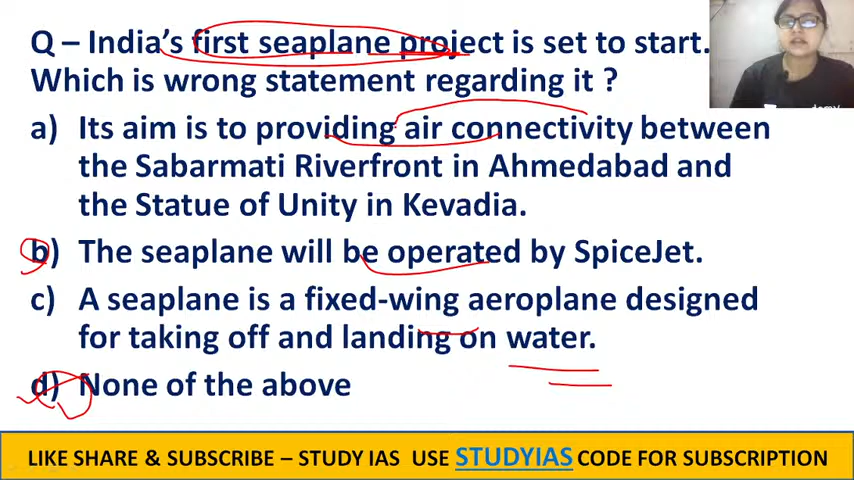 Q – India's first seaplane project is set to start.
Which is wrong statement regarding it ?
a) Its aim is to providing air connectivity between
the Sabarmati Riverfront in Ahmedabad and
the Statue of Unity in Kevadia.
b) The seaplane will be operated by SpiceJet.
c) A seaplane is a fixed-wing aeroplane designed
for taking off and landing on water.
d) None of the above
LIKE SHARE & SUBSCRIBE – STUDY IAS USE STUDYIAS CODE FOR SUBSCRIPTION